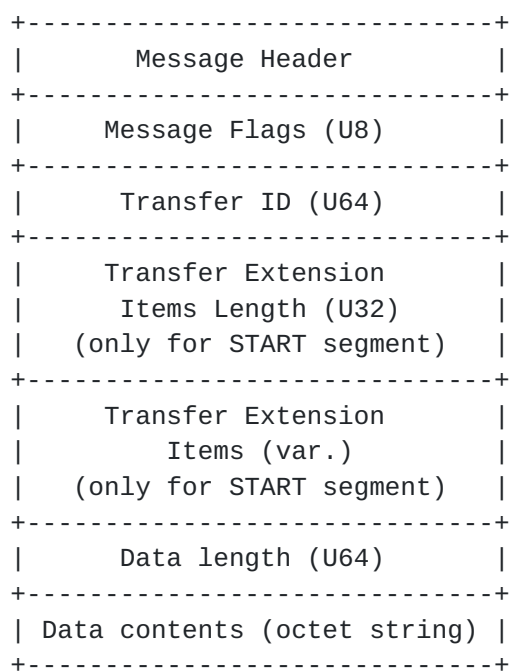 +------------------------------+
|        Message Header        |
+------------------------------+
|      Message Flags (U8)      |
+------------------------------+
|       Transfer ID (U64)      |
+------------------------------+
|      Transfer Extension      |
|       Items Length (U32)     |
|   (only for START segment)   |
+------------------------------+
|      Transfer Extension      |
|         Items (var.)         |
|   (only for START segment)   |
+------------------------------+
|       Data length (U64)      |
+------------------------------+
| Data contents (octet string) |
+------------------------------+